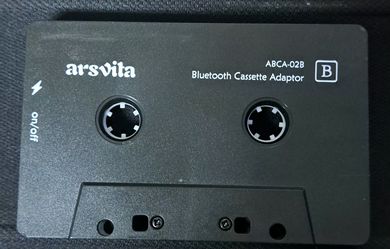 arsvita
ABCA-02B
Bluetooth Cassette Adaptor
B
on/off